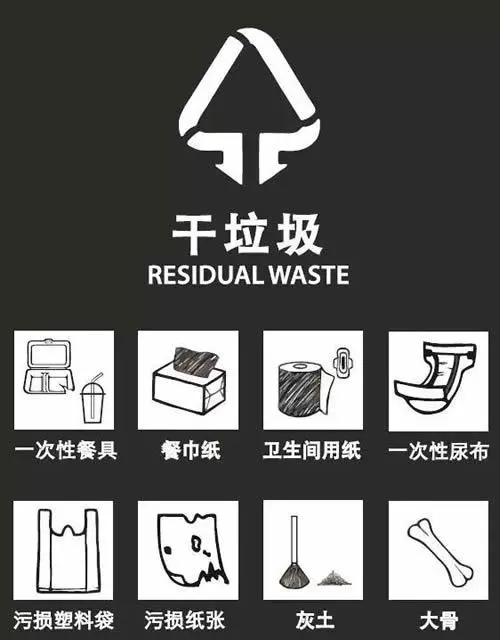 干垃圾
RESIDUAL WASTE
一次性餐具 餐巾纸 卫生间用纸 一次性尿布
污损塑料袋 污损纸张 灰土 大骨